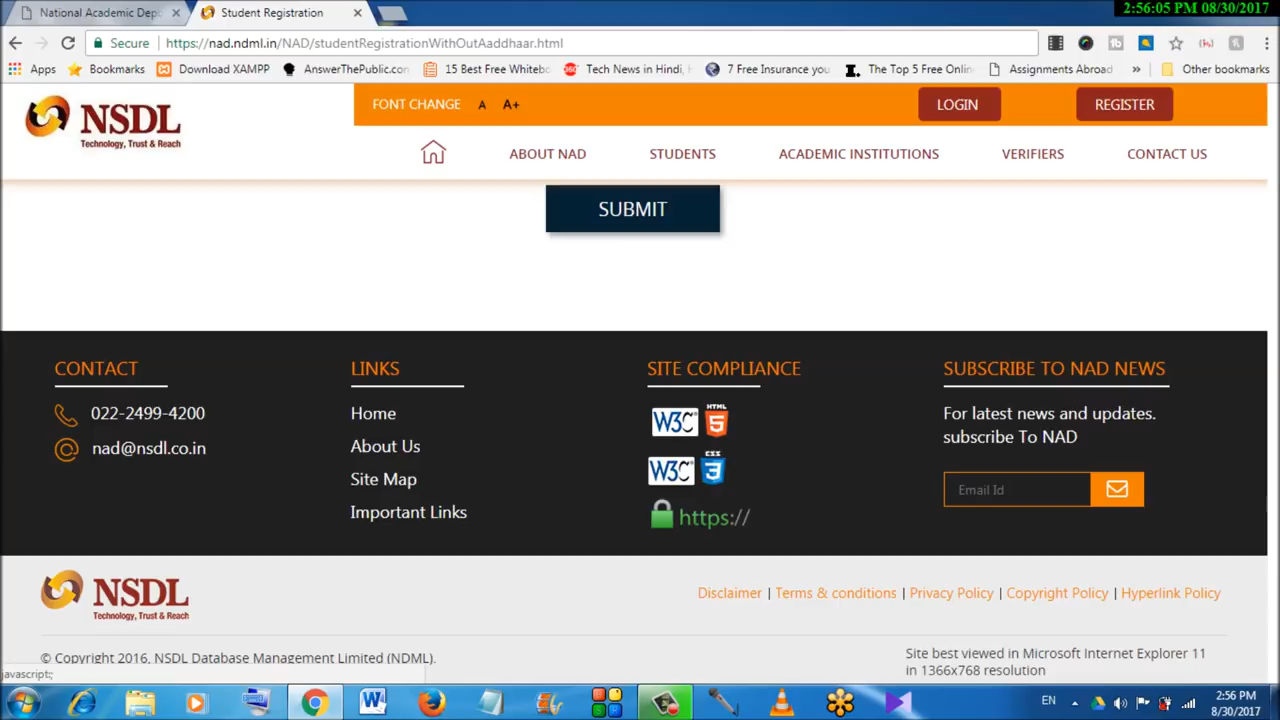 2:56:05 PM 08/30/2017
National Academic Depo
Student Registration
Secure
https://nad.ndml.in/NAD/studentRegistrationWithOutAaddhaar.html
Apps
Bookmarks
Download XAMPP
AnswerThePublic.con
15 Best Free Whitebo
Tech News in Hindi,
7 Free Insurance you
The Top 5 Free Onlin
Assignments Abroad
»
Other bookmarks
NSDL
Technology, Trust & Reach
FONT CHANGE A A+
LOGIN
REGISTER
ABOUT NAD
STUDENTS
ACADEMIC INSTITUTIONS
VERIFIERS
CONTACT US
SUBMIT
CONTACT
022-2499-4200
nad@nsdl.co.in
LINKS
Home
About Us
Site Map
Important Links
SITE COMPLIANCE
W3C HTML 5
W3C CSS 3
https://
SUBSCRIBE TO NAD NEWS
For latest news and updates.
subscribe To NAD
Email Id
NSDL
Technology, Trust & Reach
Disclaimer | Terms & conditions | Privacy Policy | Copyright Policy | Hyperlink Policy
© Copyright 2016, NSDL Database Management Limited (NDML).
Site best viewed in Microsoft Internet Explorer 11
in 1366x768 resolution
javascript:;
EN
2:56 PM
8/30/2017